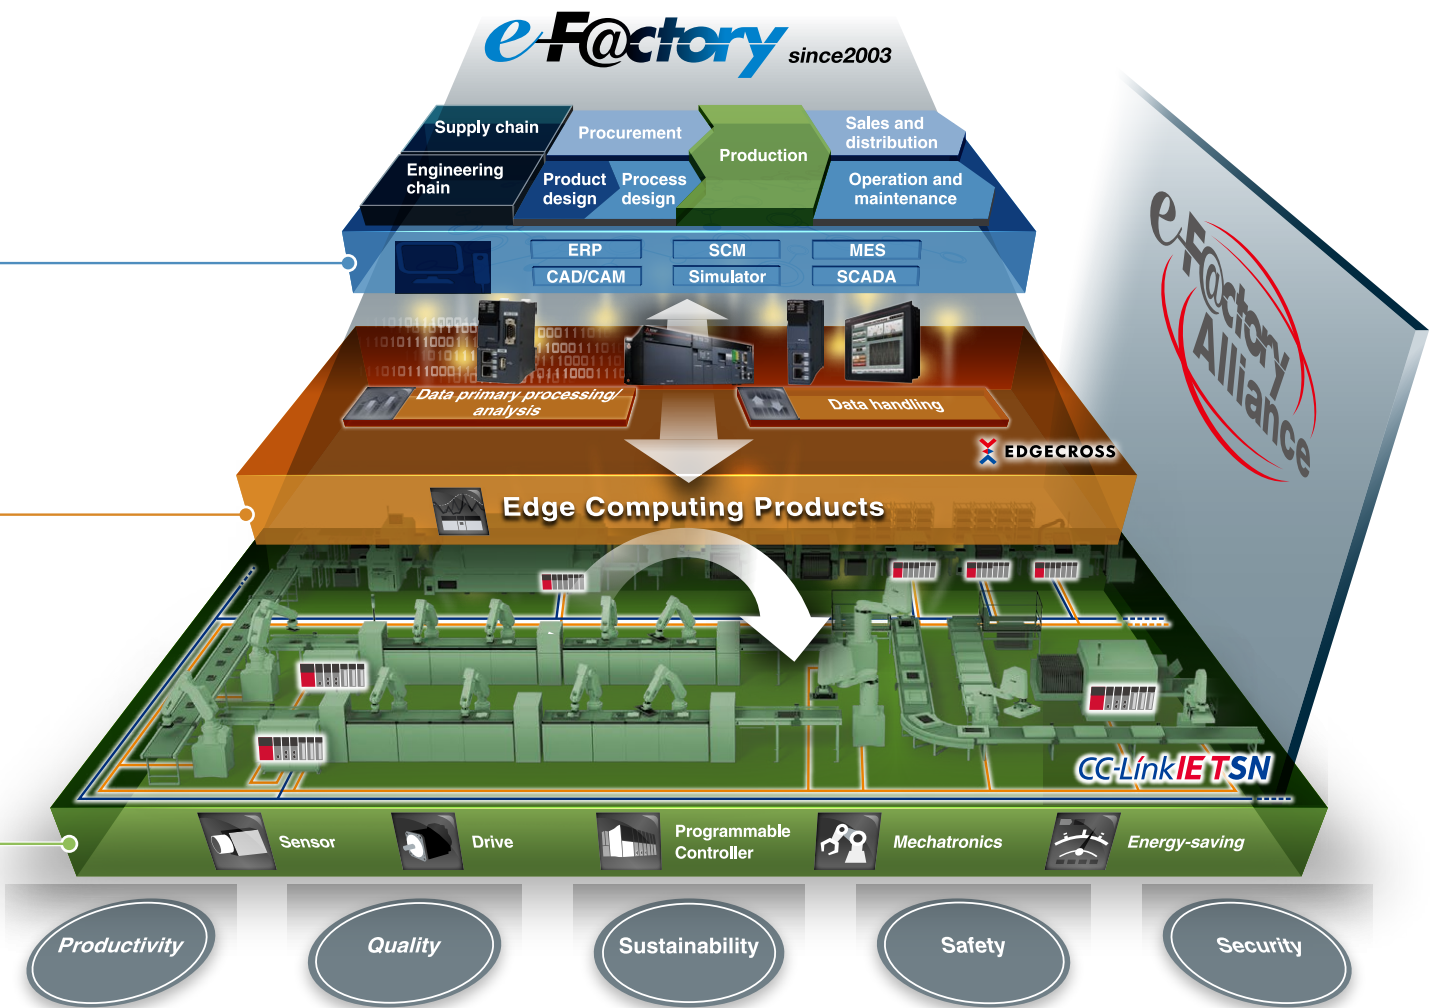 e-F@ctory since2003
Supply chain
Procurement
Production
Sales and
distribution
Engineering
chain
Product
design
Process
design
Operation and
maintenance
ERP
SCM
MES
CAD/CAM
Simulator
SCADA
Data primary processing/
analysis
Data handling
EDGECROSS
Edge Computing Products
e-F@ctory
Alliance
CC-Link IE TSN
Sensor
Drive
Programmable
Controller
Mechatronics
Energy-saving
Productivity
Quality
Sustainability
Safety
Security